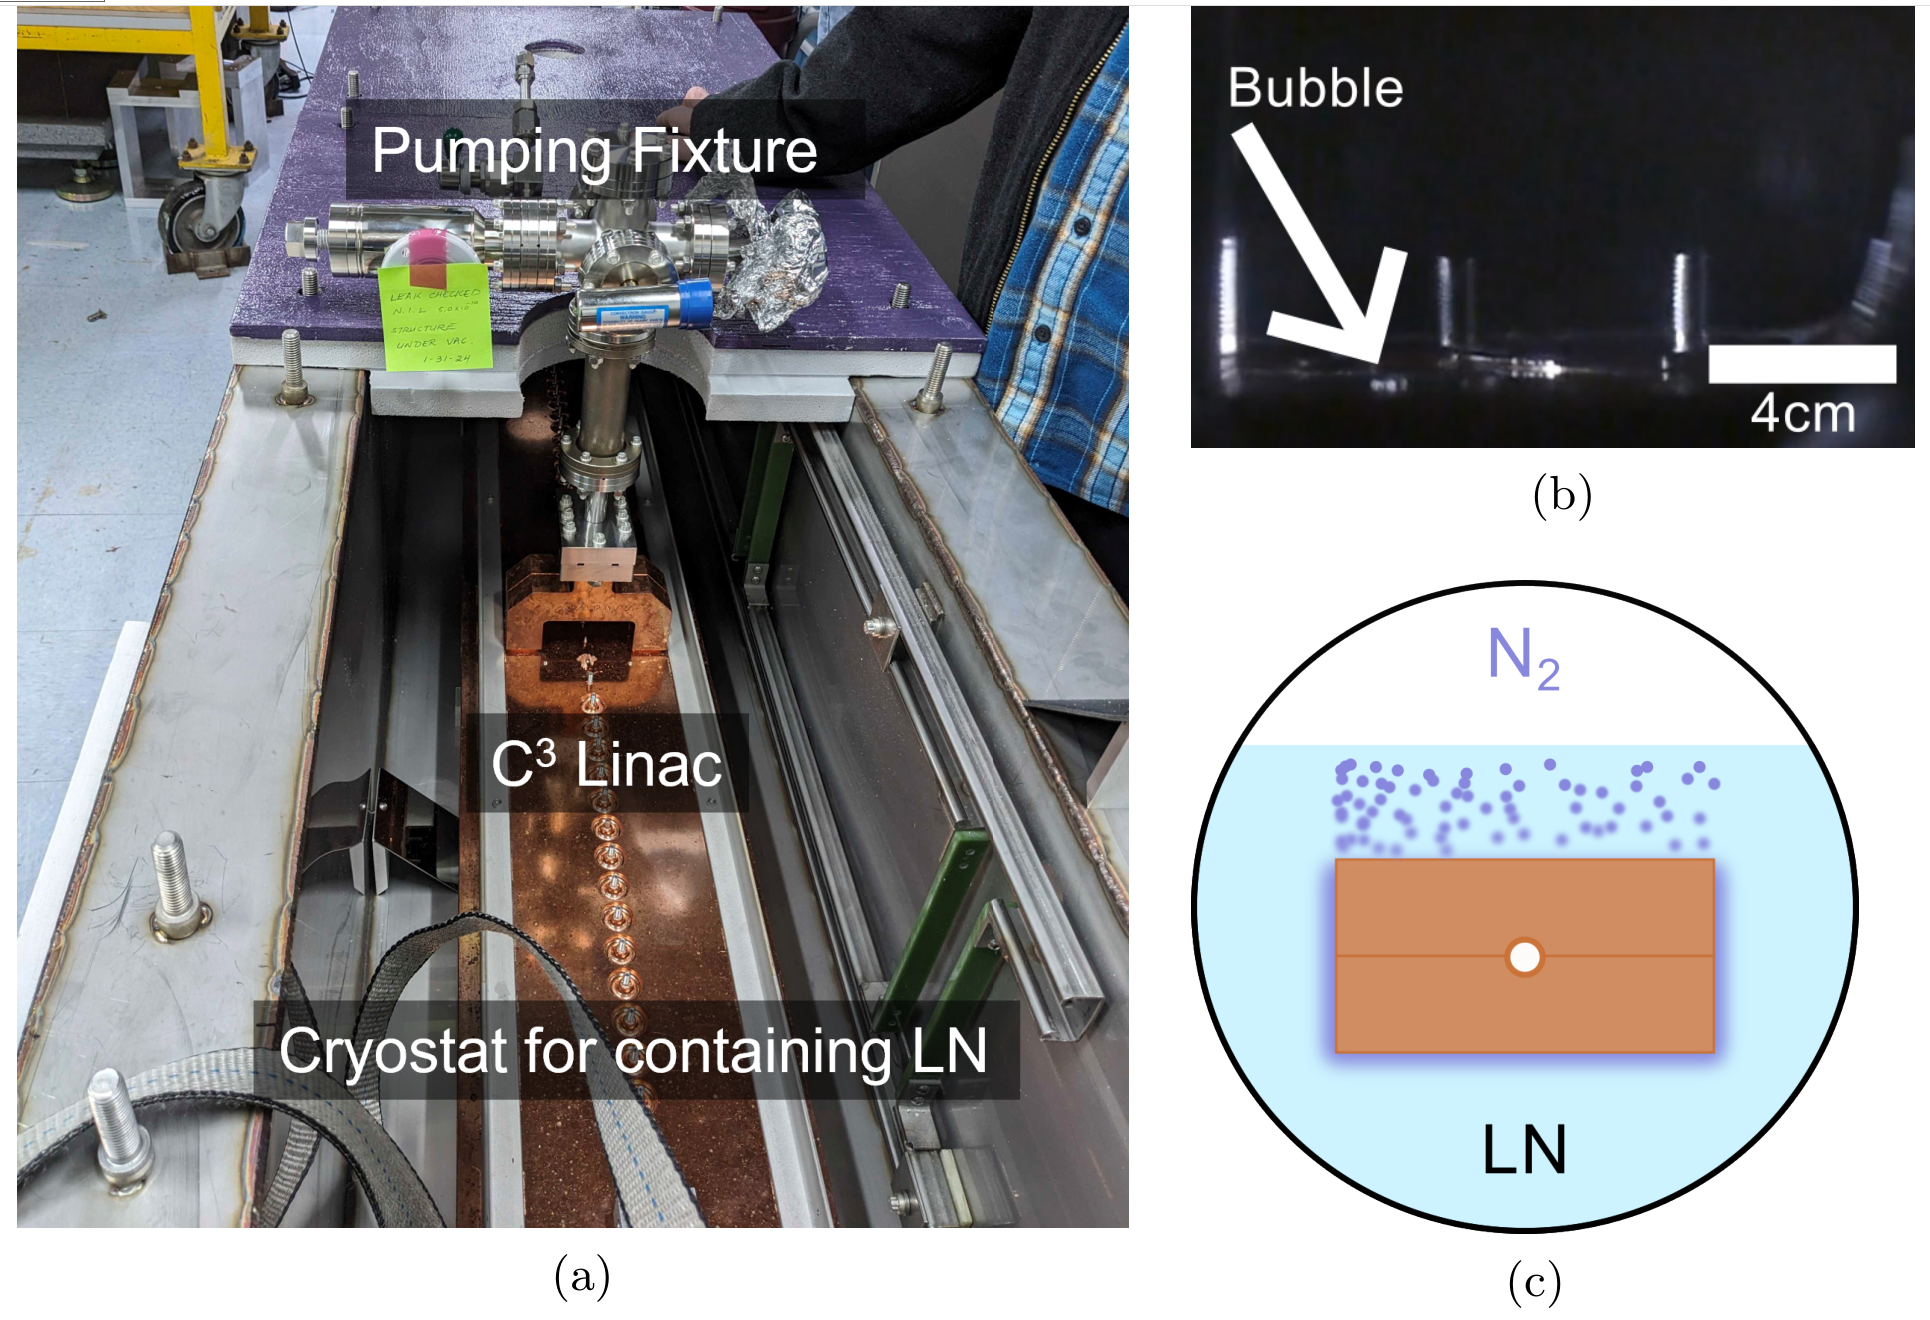 Pumping Fixture
LEAK CHECKED
STRUCTURE
UNDER VAC.
1-31-24
WARNING
C³ Linac
Cryostat for containing LN
(a)
Bubble
4cm
(b)
N₂
LN
(c)